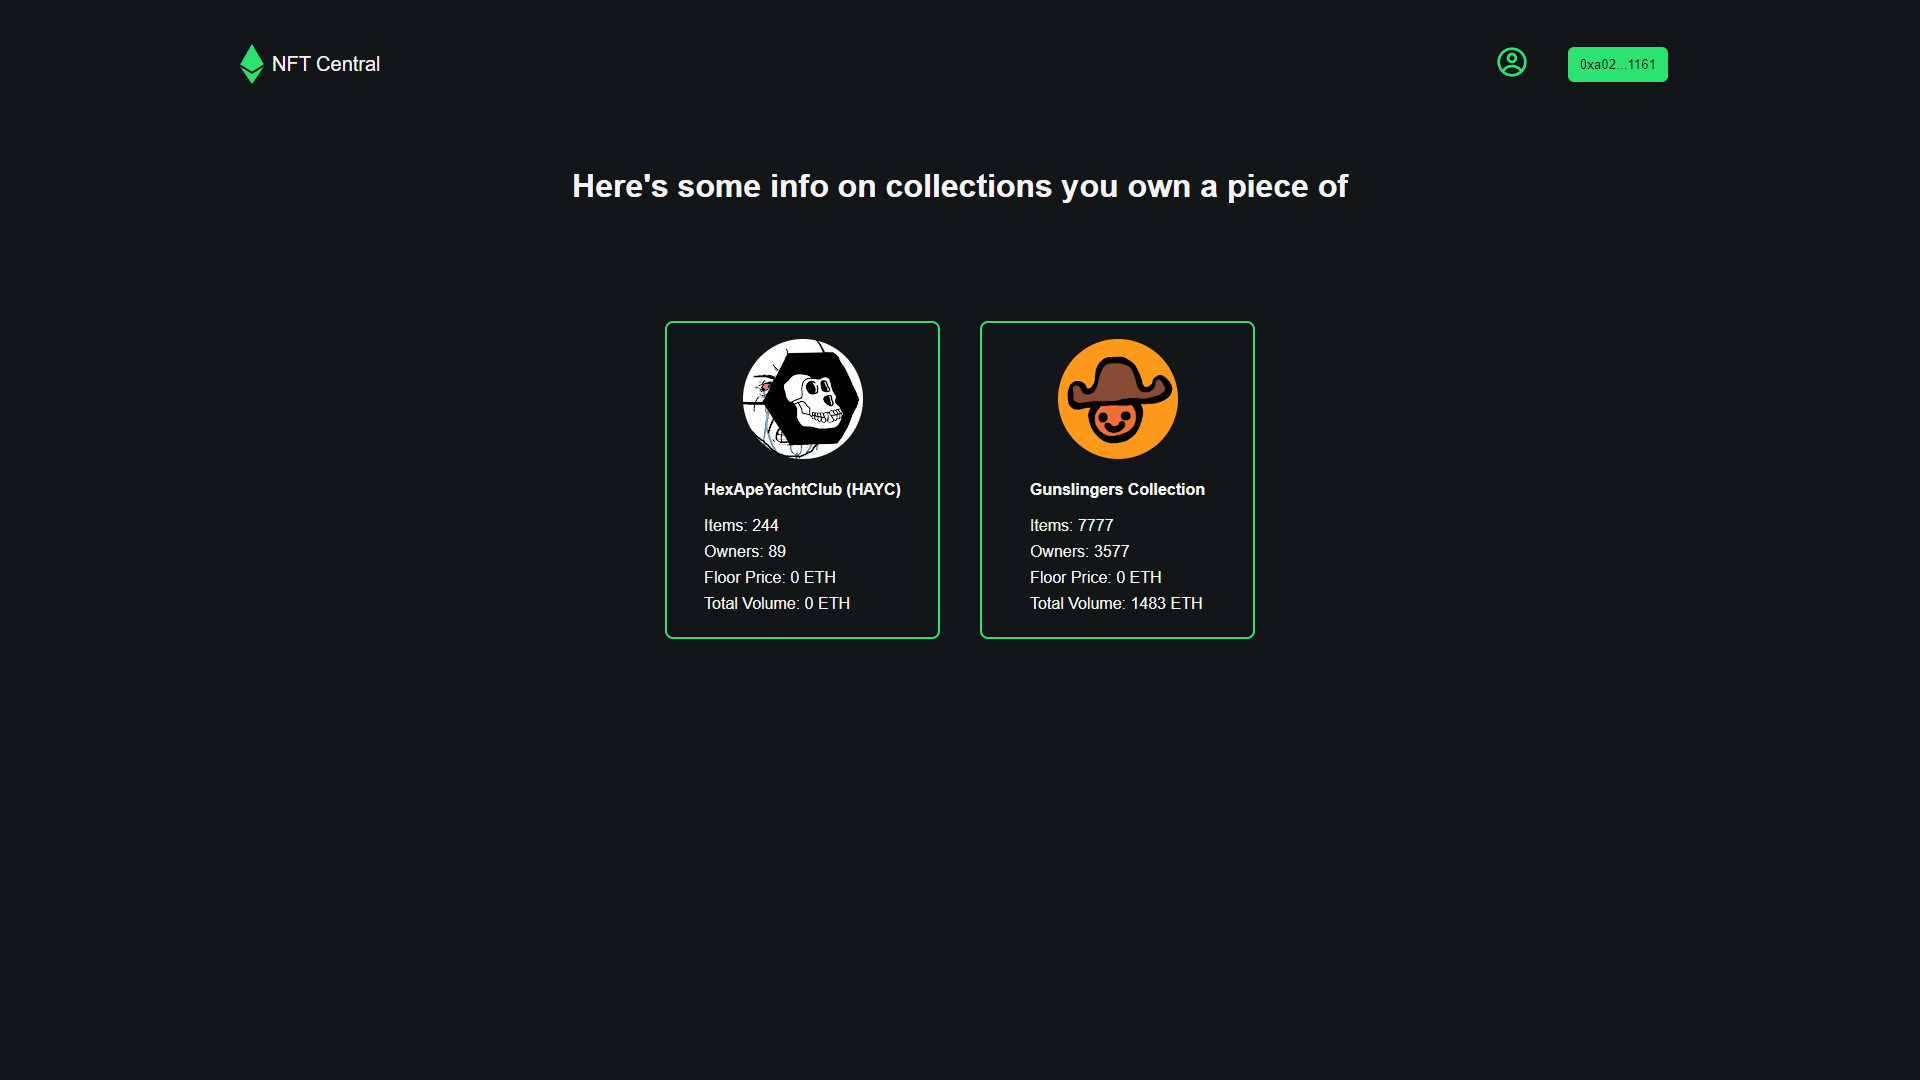 NFT Central
0xa02...1161
Here's some info on collections you own a piece of
HexApeYachtClub (HAYC)
Items: 244
Owners: 89
Floor Price: 0 ETH
Total Volume: 0 ETH
Gunslingers Collection
Items: 7777
Owners: 3577
Floor Price: 0 ETH
Total Volume: 1483 ETH